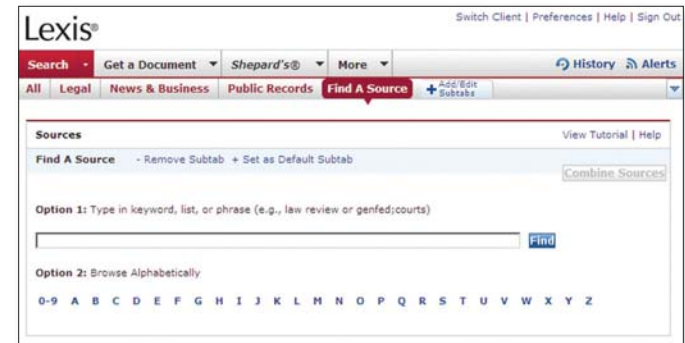 Switch Client | Preferences | Help | Sign Out
Lexis®
Search Get a Document Shepard's® More History Alerts
All Legal News & Business Public Records Find A Source Add/Edit Subtabs
Sources View Tutorial | Help
Find A Source - Remove Subtab + Set as Default Subtab
Combine Sources
Option 1: Type in keyword, list, or phrase (e.g., law review or genfed;courts)
Find
Option 2: Browse Alphabetically
0-9 A B C D E F G H I J K L M N O P Q R S T U V W X Y Z